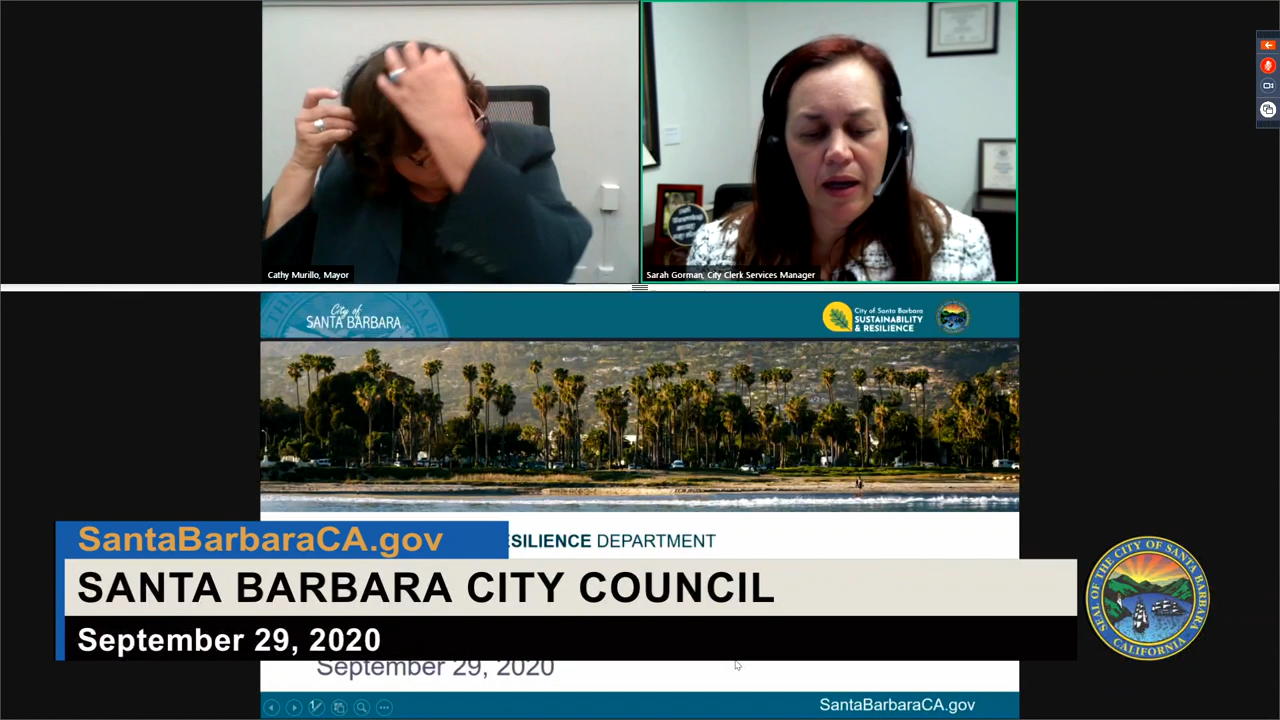 Cathy Murillo, Mayor
Sarah Gorman, City Clerk Services Manager
City of
SANTA BARBARA
City of Santa Barbara
SUSTAINABILITY
& RESILIENCE
SantaBarbaraCA.gov
ESILIENCE DEPARTMENT
SANTA BARBARA CITY COUNCIL
September 29, 2020
SEAL OF THE CITY OF SANTA BARBARA
CALIFORNIA
September 29, 2020
SantaBarbaraCA.gov